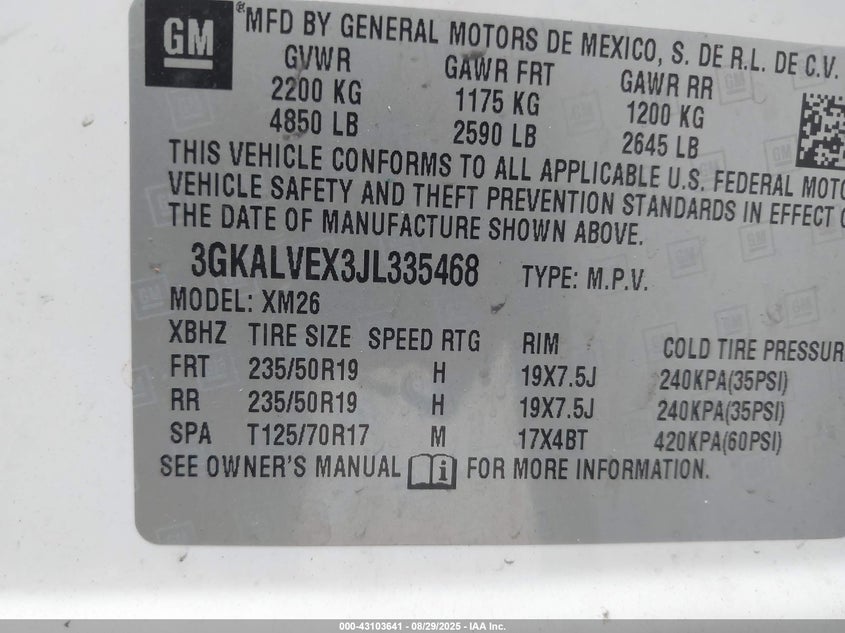 GM
® MFD BY GENERAL MOTORS DE MEXICO, S. DE R.L. DE C.V.
GVWR GAWR FRT GAWR RR
2200 KG 1175 KG 1200 KG
4850 LB 2590 LB 2645 LB
THIS VEHICLE CONFORMS TO ALL APPLICABLE U.S. FEDERAL MOTO
VEHICLE SAFETY AND THEFT PREVENTION STANDARDS IN EFFECT O
THE DATE OF MANUFACTURE SHOWN ABOVE.
3GKALVEX3JL335468 TYPE: M.P.V.
MODEL: XM26
XBHZ TIRE SIZE SPEED RTG RIM COLD TIRE PRESSUR
FRT 235/50R19 H 19X7.5J 240KPA(35PSI)
RR 235/50R19 H 19X7.5J 240KPA(35PSI)
SPA T125/70R17 M 17X4BT 420KPA(60PSI)
SEE OWNER'S MANUAL i FOR MORE INFORMATION.
000-43103641 - 08/29/2025 - IAA Inc.